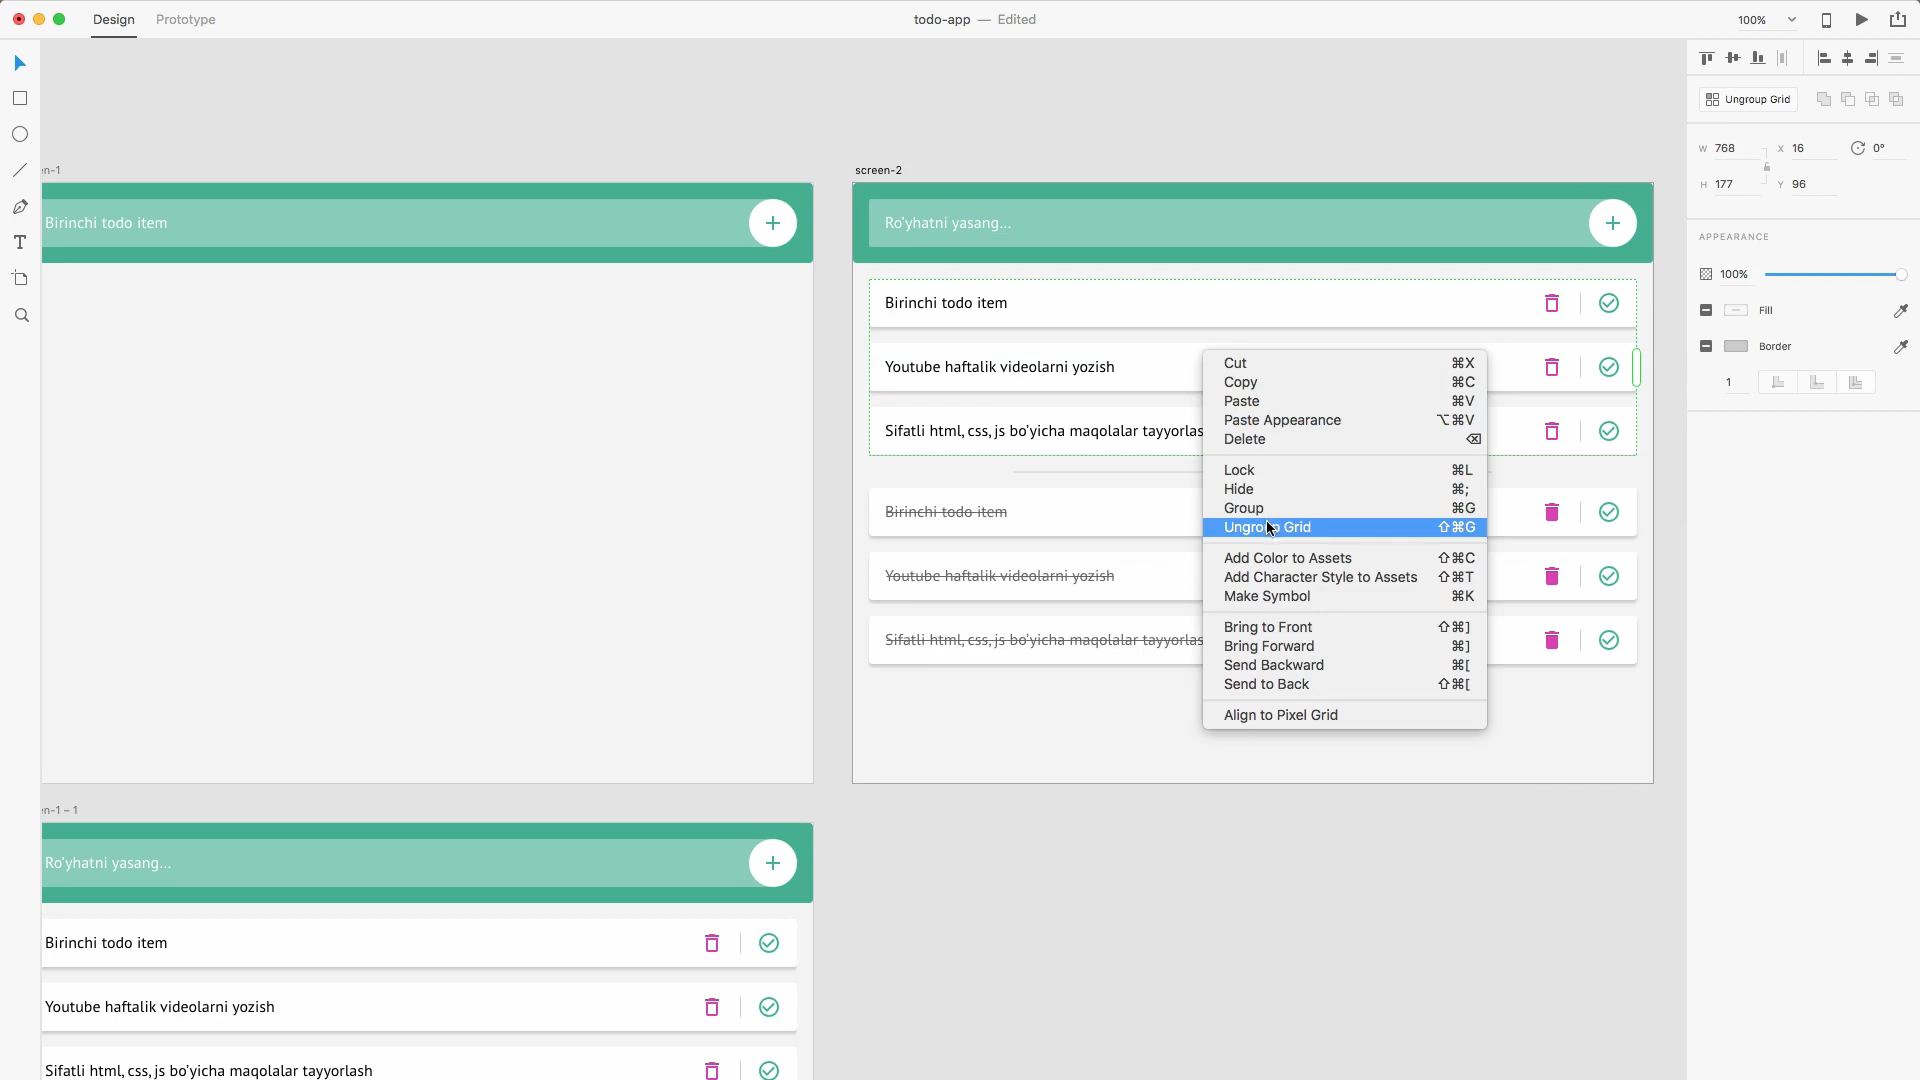 Design Prototype
todo-app — Edited
100%
Ungroup Grid
W 768 X 16 0°
H 177 Y 96
APPEARANCE
100%
Fill
Border
1
en-1
Birinchi todo item
screen-2
Ro'yhatni yasang...
Birinchi todo item
Youtube haftalik videolarni yozish
Sifatli html, css, js bo'yicha maqolalar tayyorlas
Birinchi todo item
Youtube haftalik videolarni yozish
Sifatli html, css, js bo'yicha maqolalar tayyorlas
Cut ⌘X
Copy ⌘C
Paste ⌘V
Paste Appearance ⌥⌘V
Delete ⌫
Lock ⌘L
Hide ⌘;
Group ⌘G
Ungroup Grid ⇧⌘G
Add Color to Assets ⇧⌘C
Add Character Style to Assets ⇧⌘T
Make Symbol ⌘K
Bring to Front ⇧⌘]
Bring Forward ⌘]
Send Backward ⌘[
Send to Back ⇧⌘[
Align to Pixel Grid
en-1 – 1
Ro'yhatni yasang...
Birinchi todo item
Youtube haftalik videolarni yozish
Sifatli html, css, js bo'yicha maqolalar tayyorlash